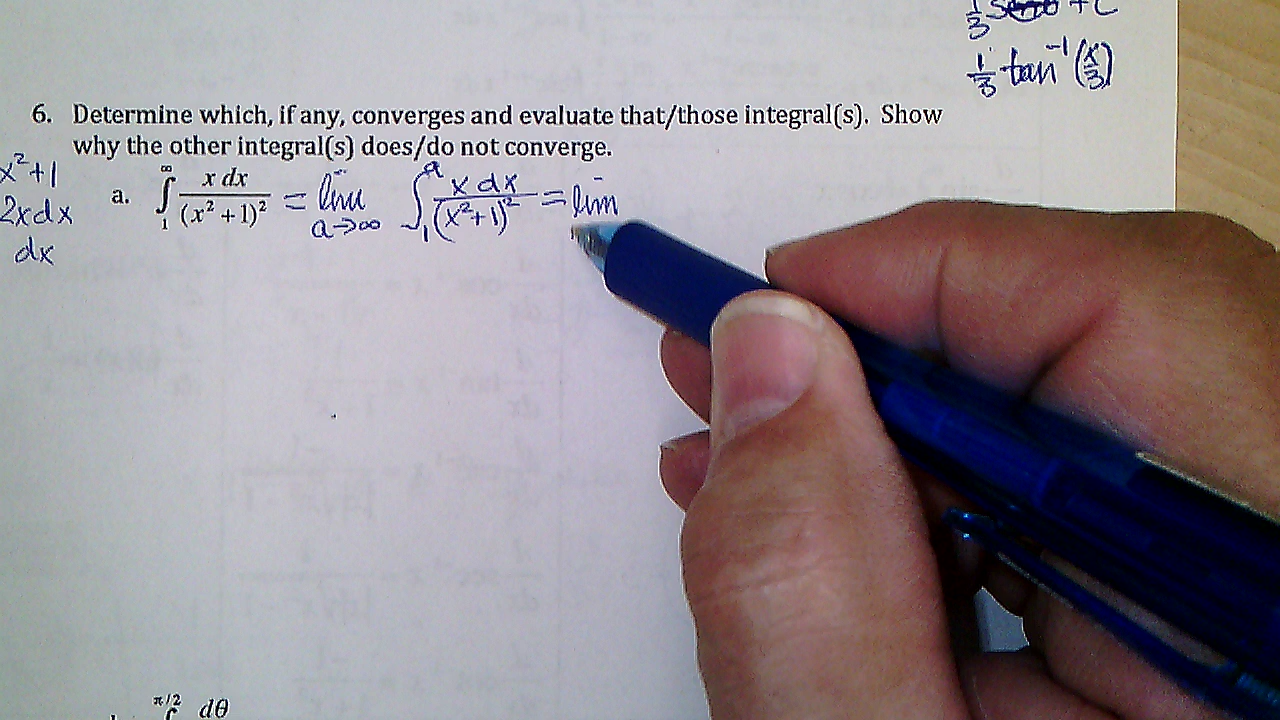 1/3 +C
1/3 tan⁻¹(x/3)
6. Determine which, if any, converges and evaluate that/those integral(s). Show
why the other integral(s) does/do not converge.
x²+1
2x dx
dx
a. ∫₁^∞ x dx/(x² + 1)² = lim a→∞ ∫₁^a x dx/(x²+1)² = lim
π/2 ∫ dθ